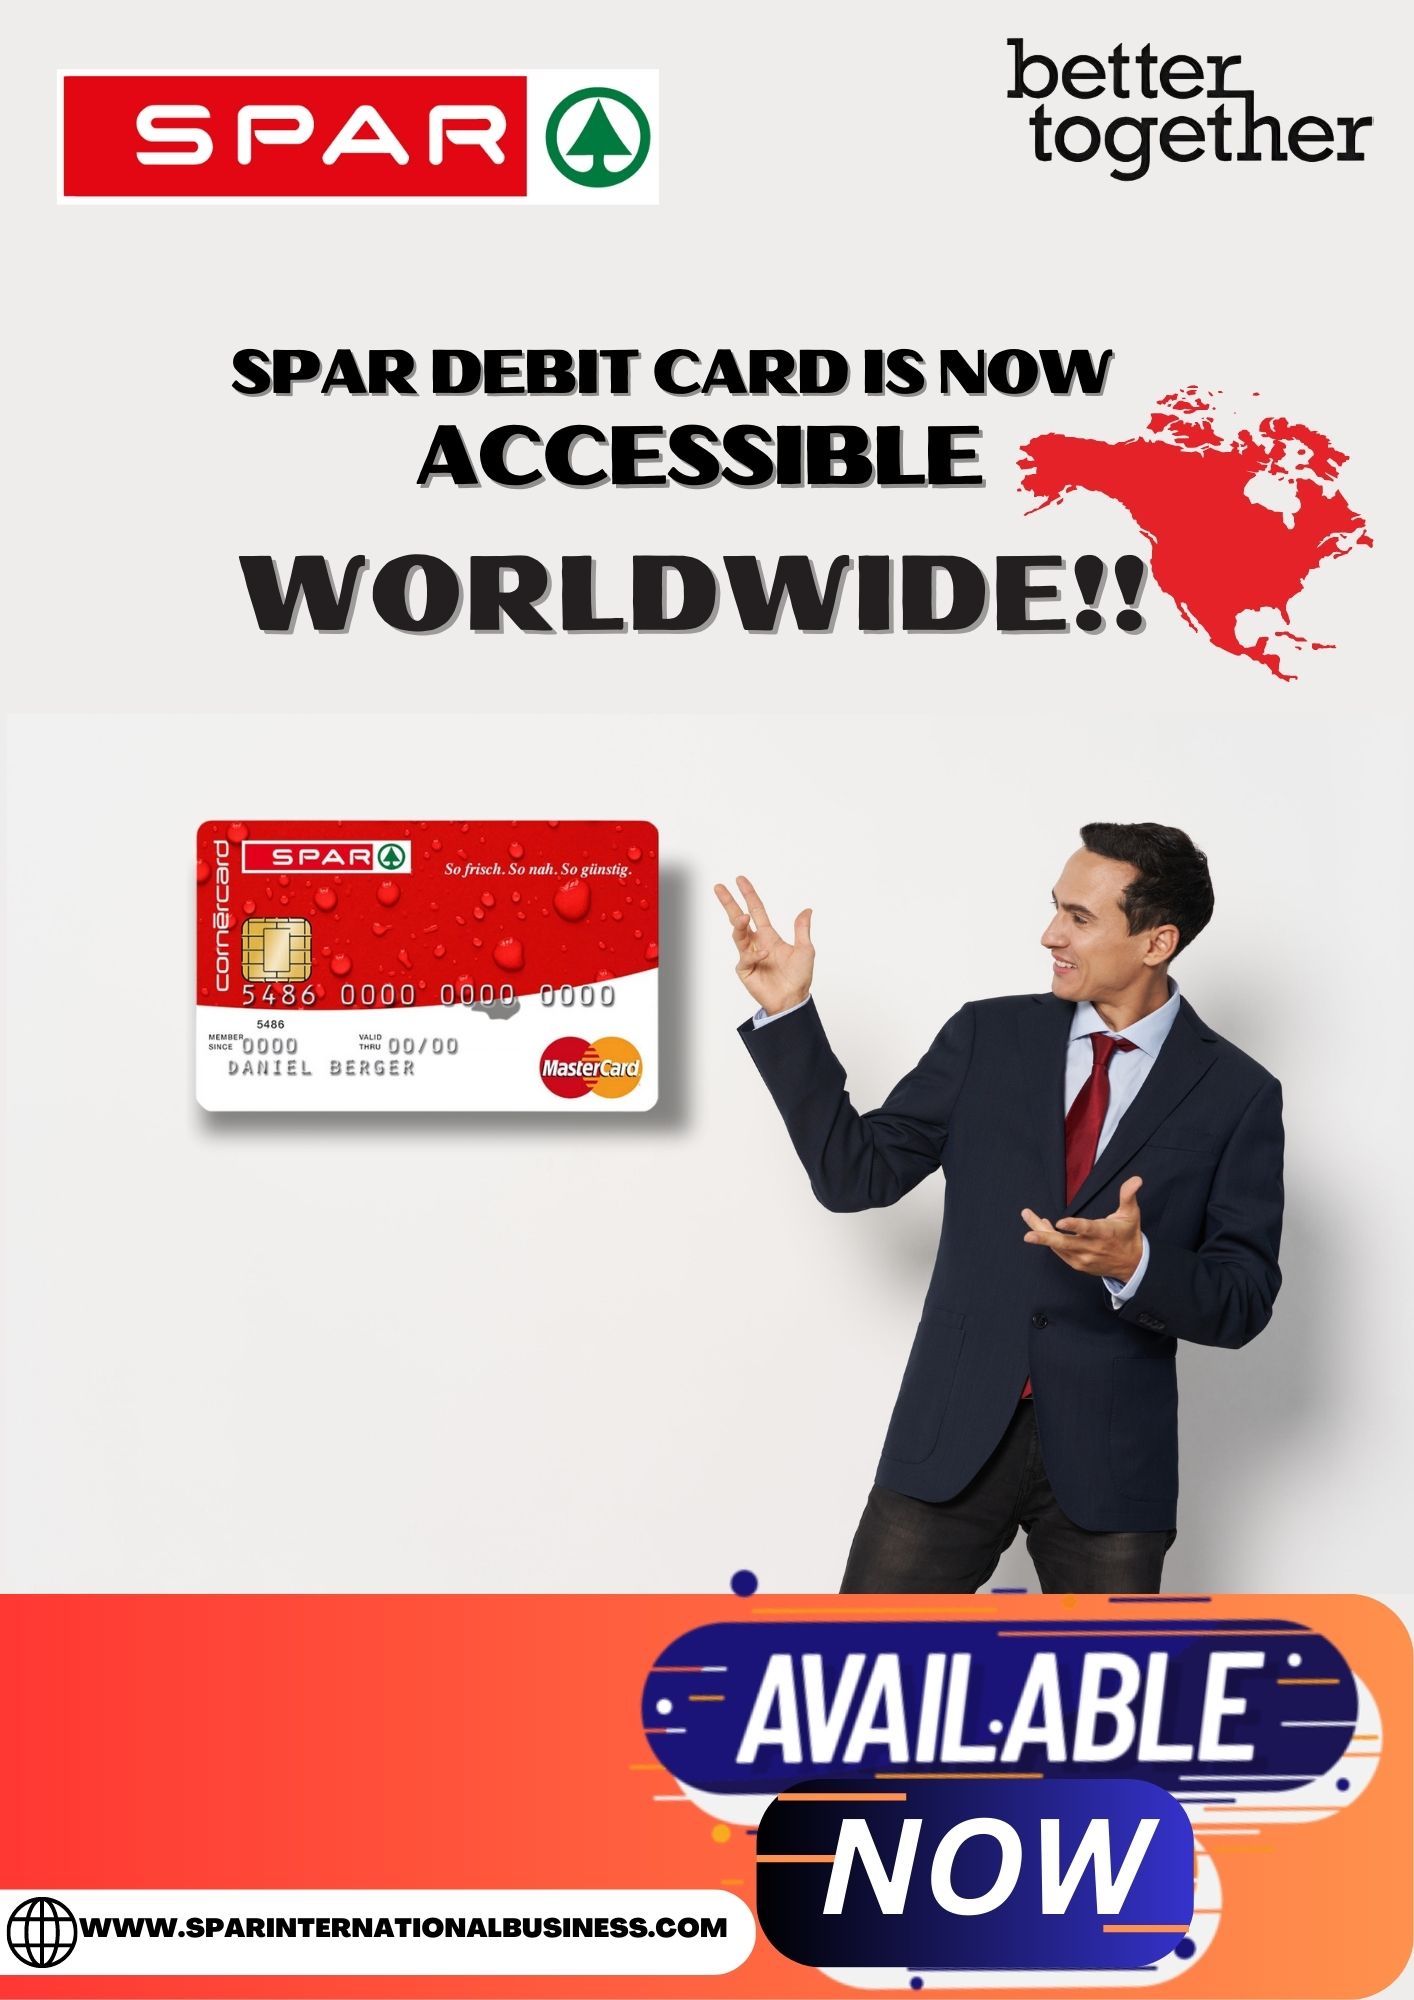 SPAR
better
together
SPAR DEBIT CARD IS NOW
ACCESSIBLE
WORLDWIDE!!
cornèrcard
SPAR
So frisch. So nah. So günstig.
5486 0000 0000 0000
5486
MEMBER SINCE 0000 VALID THRU 00/00
DANIEL BERGER
MasterCard
AVAILABLE
NOW
WWW.SPARINTERNATIONALBUSINESS.COM